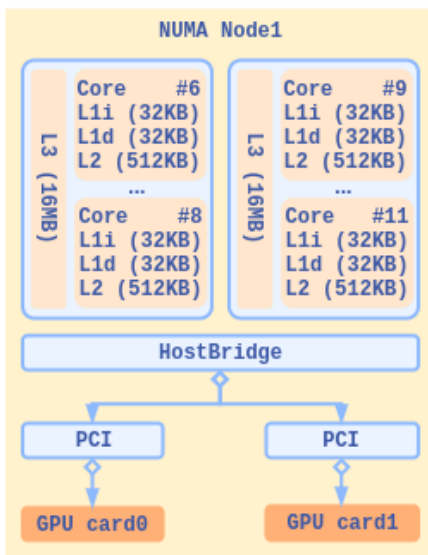 NUMA Node1
L3 (16MB)
Core #6
L1i (32KB)
L1d (32KB)
L2 (512KB)
...
Core #8
L1i (32KB)
L1d (32KB)
L2 (512KB)
L3 (16MB)
Core #9
L1i (32KB)
L1d (32KB)
L2 (512KB)
...
Core #11
L1i (32KB)
L1d (32KB)
L2 (512KB)
HostBridge
PCI
PCI
GPU card0
GPU card1